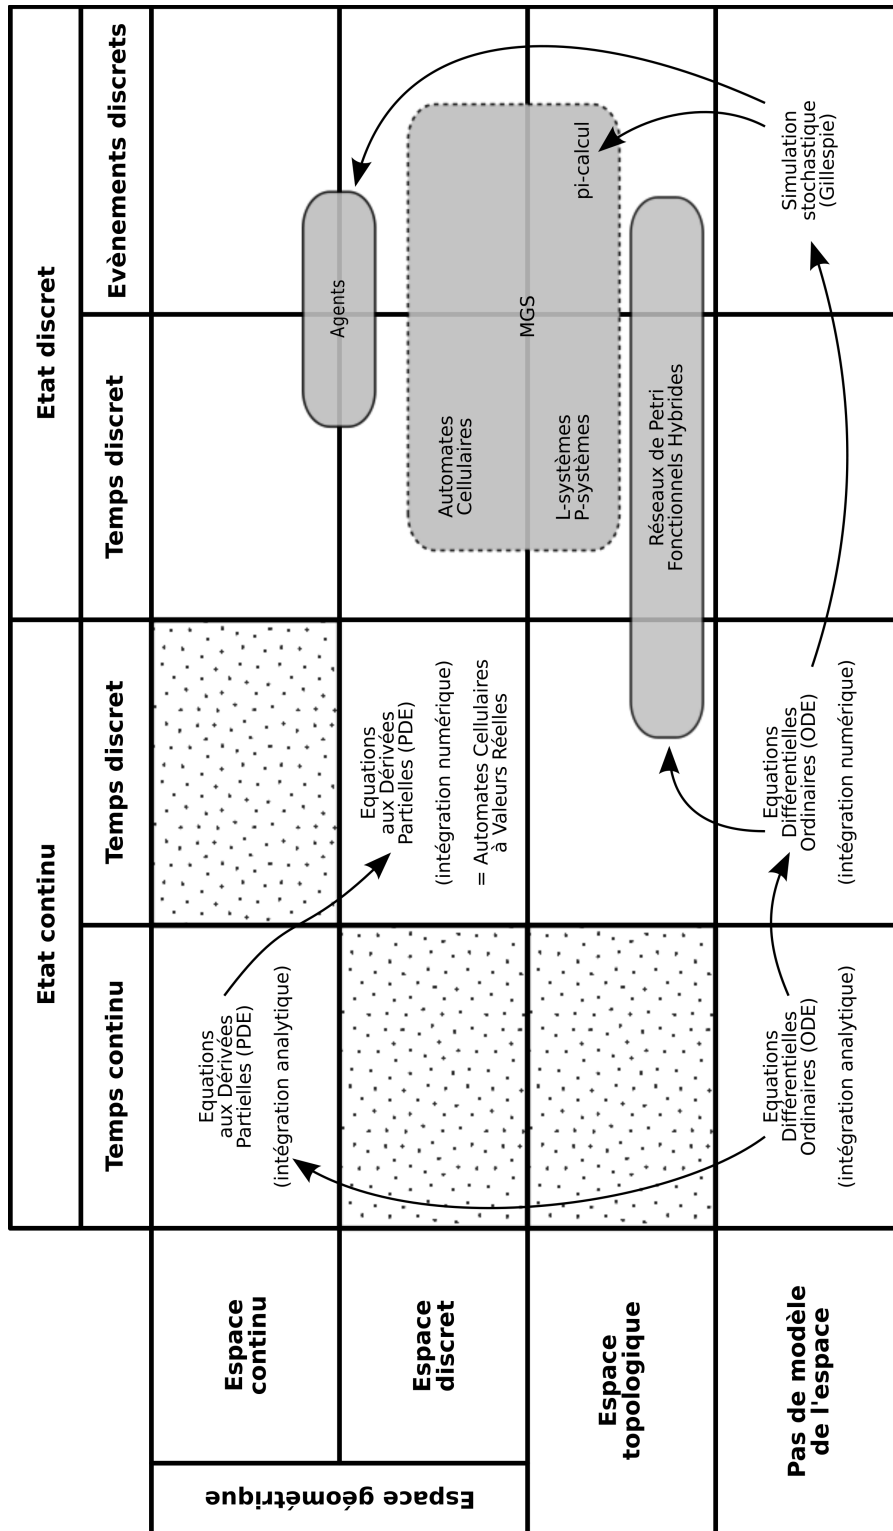 Etat continu
Etat discret
Temps continu
Temps discret
Temps discret
Evènements discrets
Espace géométrique
Espace
continu
Equations
aux Dérivées
Partielles (PDE)
(intégration analytique)
Agents
Espace
discret
Equations
aux Dérivées
Partielles (PDE)
(intégration numérique)
= Automates Cellulaires
à Valeurs Réelles
Automates
Cellulaires
MGS
Espace
topologique
L-systèmes
P-systèmes
pi-calcul
Réseaux de Petri
Fonctionnels Hybrides
Pas de modèle
de l'espace
Equations
Différentielles
Ordinaires (ODE)
(intégration analytique)
Equations
Différentielles
Ordinaires (ODE)
(intégration numérique)
Simulation
stochastique
(Gillespie)